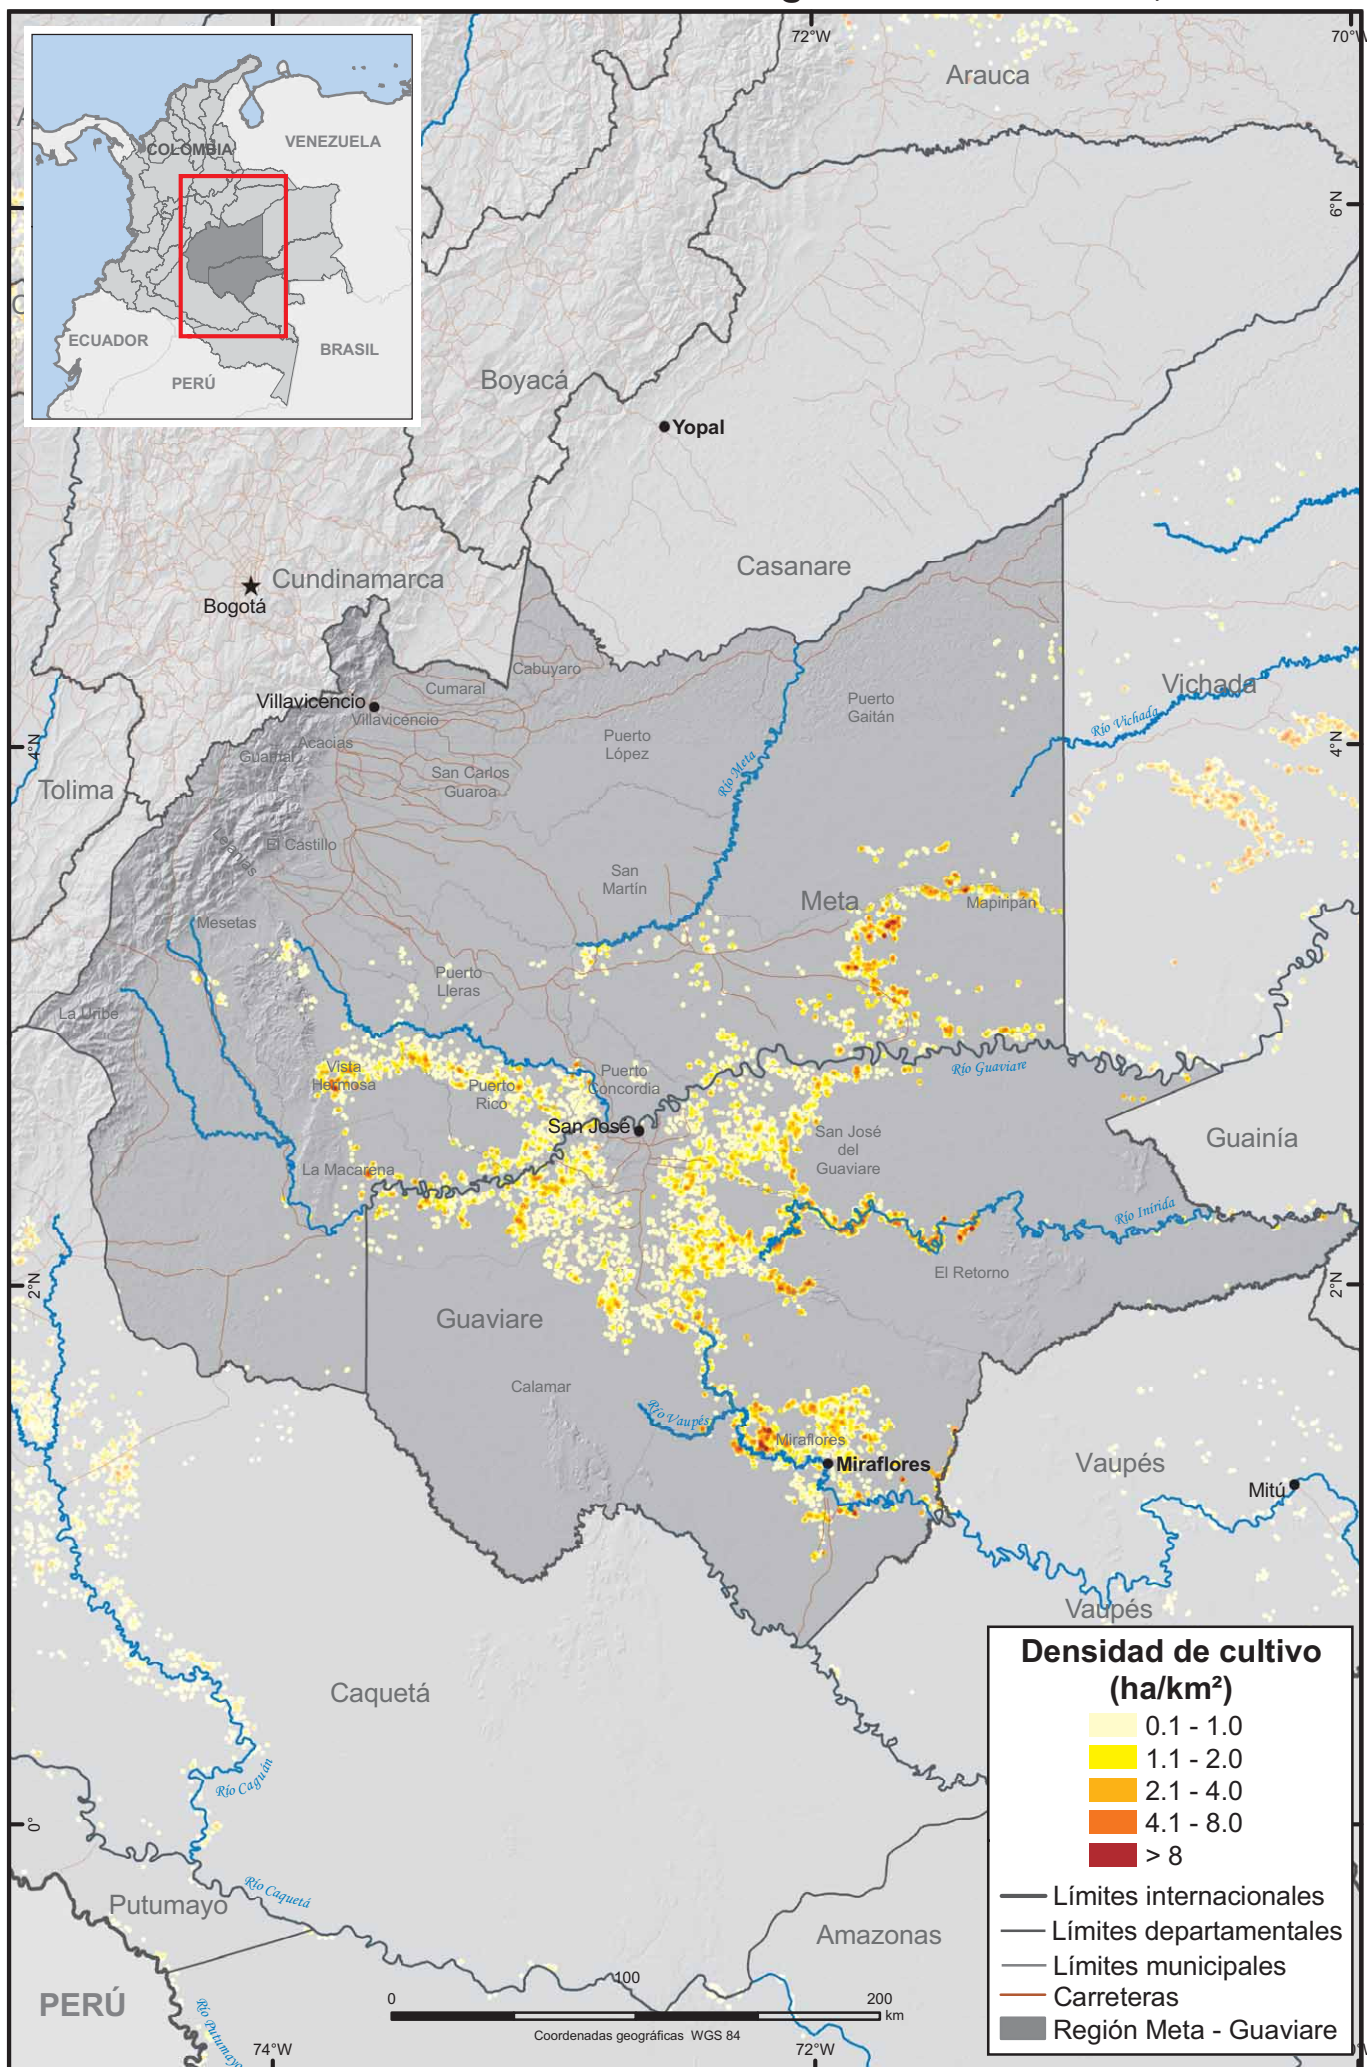 72°W
70°W
Arauca
COLOMBIA
VENEZUELA
ECUADOR
PERÚ
BRASIL
6°N
Boyacá
Yopal
Casanare
Cundinamarca
Bogotá
Cabuyaro
Cumaral
Villavicencio
Villavicencio
Puerto
Gaitán
Vichada
Río Vichada
Acacias
Guamal
Puerto
López
4°N
4°N
Tolima
San Carlos
Guaroa
Río Meta
El Castillo
Lejanías
San
Martín
Meta
Mapiripán
Mesetas
Puerto
Lleras
La Uribe
Vista
Hermosa
Puerto
Rico
Puerto
Concordia
Río Guaviare
San José
San José
del
Guaviare
Guainía
La Macarena
Río Inírida
El Retorno
2°N
2°N
Guaviare
Calamar
Río Vaupés
Miraflores
Miraflores
Vaupés
Mitú
Vaupés
Caquetá
Río Caguán
0°
Río Caquetá
Putumayo
Amazonas
PERÚ
Río Putumayo
Densidad de cultivo
(ha/km²)
0.1 - 1.0
1.1 - 2.0
2.1 - 4.0
4.1 - 8.0
> 8
Límites internacionales
Límites departamentales
Límites municipales
Carreteras
Región Meta - Guaviare
0
100
200
km
Coordenadas geográficas WGS 84
74°W
72°W